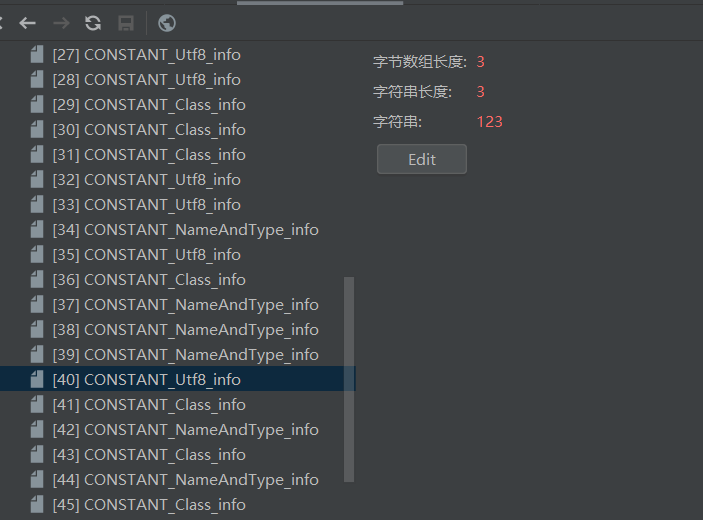 [27] CONSTANT_Utf8_info
[28] CONSTANT_Utf8_info
[29] CONSTANT_Class_info
[30] CONSTANT_Class_info
[31] CONSTANT_Class_info
[32] CONSTANT_Utf8_info
[33] CONSTANT_Utf8_info
[34] CONSTANT_NameAndType_info
[35] CONSTANT_Utf8_info
[36] CONSTANT_Class_info
[37] CONSTANT_NameAndType_info
[38] CONSTANT_NameAndType_info
[39] CONSTANT_NameAndType_info
[40] CONSTANT_Utf8_info
[41] CONSTANT_Class_info
[42] CONSTANT_NameAndType_info
[43] CONSTANT_Class_info
[44] CONSTANT_NameAndType_info
[45] CONSTANT_Class_info
字节数组长度: 3
字符串长度: 3
字符串: 123
Edit